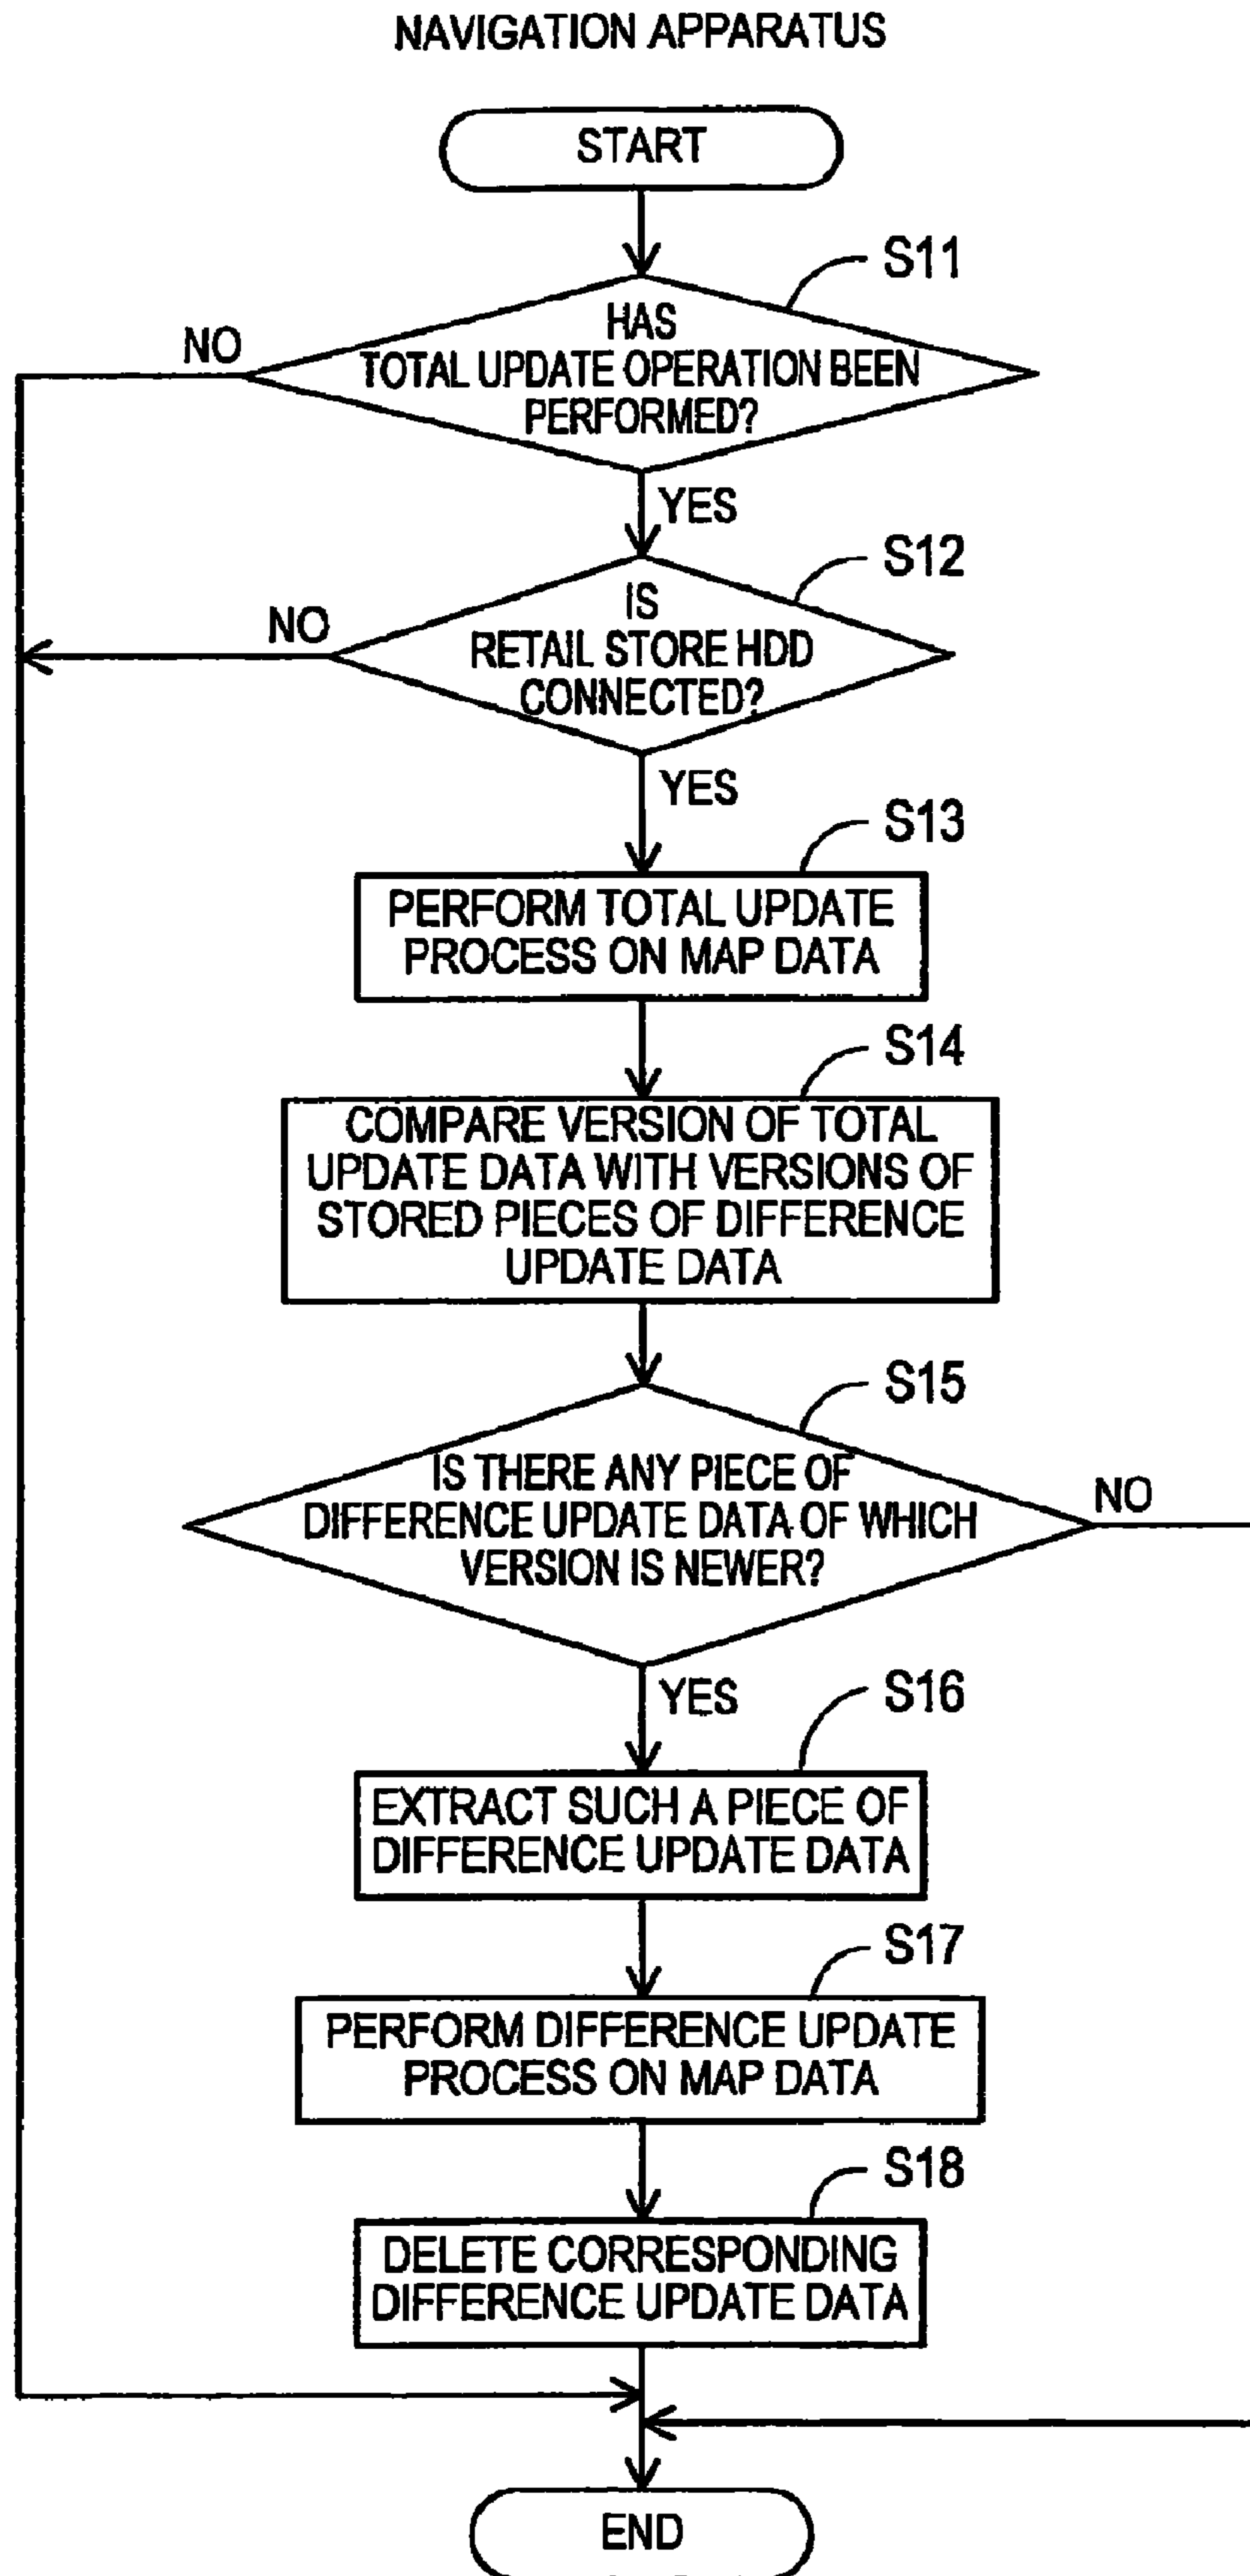 NAVIGATION APPARATUS
START
S11
HAS
TOTAL UPDATE OPERATION BEEN
PERFORMED?
NO
YES
S12
IS
RETAIL STORE HDD
CONNECTED?
NO
YES
S13
PERFORM TOTAL UPDATE
PROCESS ON MAP DATA
S14
COMPARE VERSION OF TOTAL
UPDATE DATA WITH VERSIONS OF
STORED PIECES OF DIFFERENCE
UPDATE DATA
S15
IS THERE ANY PIECE OF
DIFFERENCE UPDATE DATA OF WHICH
VERSION IS NEWER?
NO
YES
S16
EXTRACT SUCH A PIECE OF
DIFFERENCE UPDATE DATA
S17
PERFORM DIFFERENCE UPDATE
PROCESS ON MAP DATA
S18
DELETE CORRESPONDING
DIFFERENCE UPDATE DATA
END